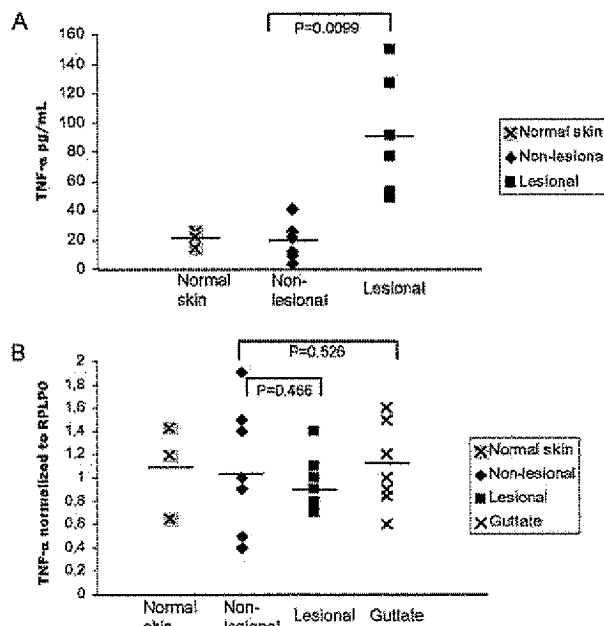 A
P=0.0099
TNF-α pg/mL
160
140
120
100
80
60
40
20
0
Normal skin
Non-lesional
Lesional
Normal
skin
Non-
lesional
Lesional
B
P=0.526
P=0.466
TNF-α normalized to RPLP0
2
1,8
1,6
1,4
1,2
1
0,8
0,6
0,4
0,2
0
Normal skin
Non-lesional
Lesional
Guttate
Normal
skin
Non-
lesional
Lesional
Guttate